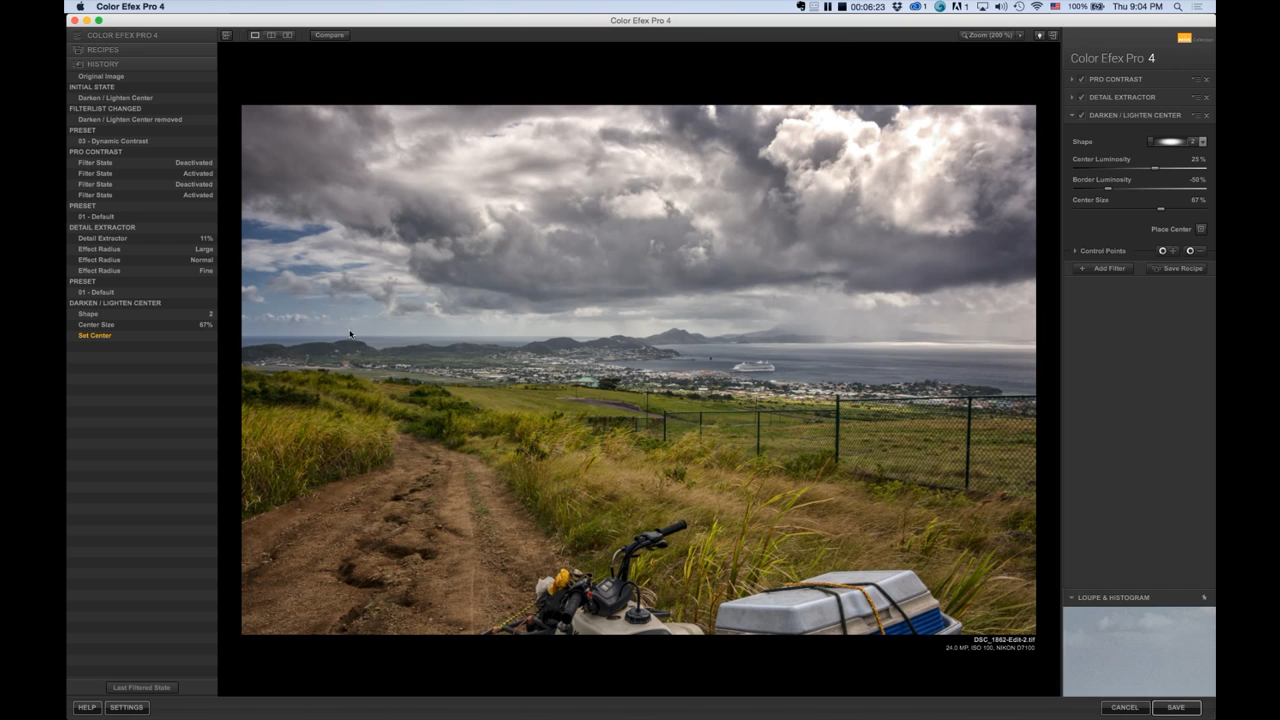 Color Efex Pro 4
00:06:23
1
1
100%
Thu 9:04 PM
Color Efex Pro 4
COLOR EFEX PRO 4
Compare
Zoom (200 %)
RECIPES
HISTORY
Original Image
INITIAL STATE
Darken / Lighten Center
FILTERLIST CHANGED
Darken / Lighten Center removed
PRESET
03 - Dynamic Contrast
PRO CONTRAST
Filter State Deactivated
Filter State Activated
Filter State Deactivated
Filter State Activated
PRESET
01 - Default
DETAIL EXTRACTOR
Detail Extractor 11%
Effect Radius Large
Effect Radius Normal
Effect Radius Fine
PRESET
01 - Default
DARKEN / LIGHTEN CENTER
Shape 2
Center Size 67%
Set Center
Last Filtered State
HELP
SETTINGS
DSC_1862-Edit-2.tif
24.0 MP, ISO 100, NIKON D7100
Color Efex Pro 4
PRO CONTRAST
DETAIL EXTRACTOR
DARKEN / LIGHTEN CENTER
Shape 2
Center Luminosity 25 %
Border Luminosity -50 %
Center Size 67 %
Place Center
Control Points
Add Filter
Save Recipe
LOUPE & HISTOGRAM
CANCEL
SAVE